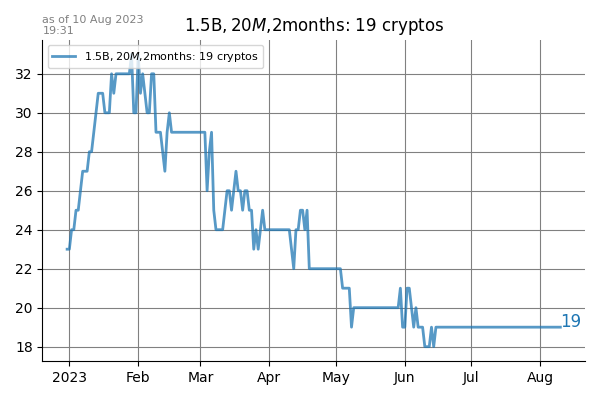 as of 10 Aug 2023
19:31
1.5B, 20M,2months: 19 cryptos
1.5B, 20M,2months: 19 cryptos
32
30
28
26
24
22
20
18
19
2023 Feb Mar Apr May Jun Jul Aug